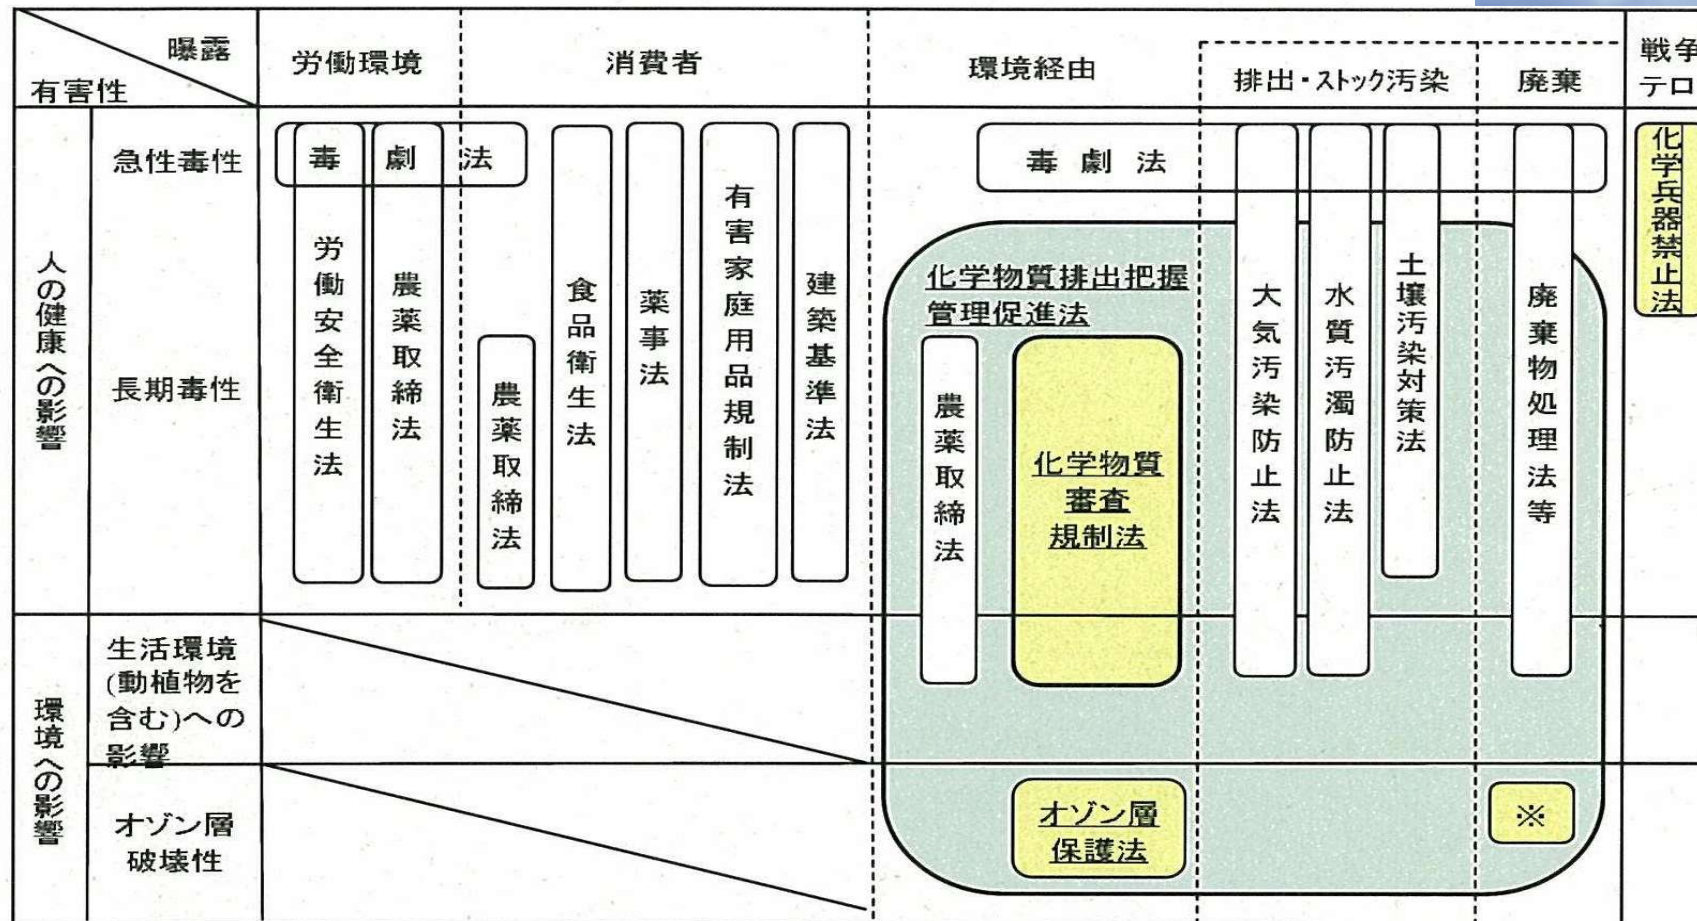 曝露
有害性
労働環境
消費者
環境経由
排出・ストック汚染
廃棄
戦争
テロ
人の健康への影響
急性毒性
長期毒性
毒劇法
労働安全衛生法
農薬取締法
農薬取締法
食品衛生法
薬事法
有害家庭用品規制法
建築基準法
毒劇法
化学物質排出把握
管理促進法
農薬取締法
化学物質
審査
規制法
大気汚染防止法
水質汚濁防止法
土壌汚染対策法
廃棄物処理法等
化学兵器禁止法
環境への影響
生活環境
(動植物を
含む)への
影響
オゾン層
破壊性
オゾン層
保護法
※